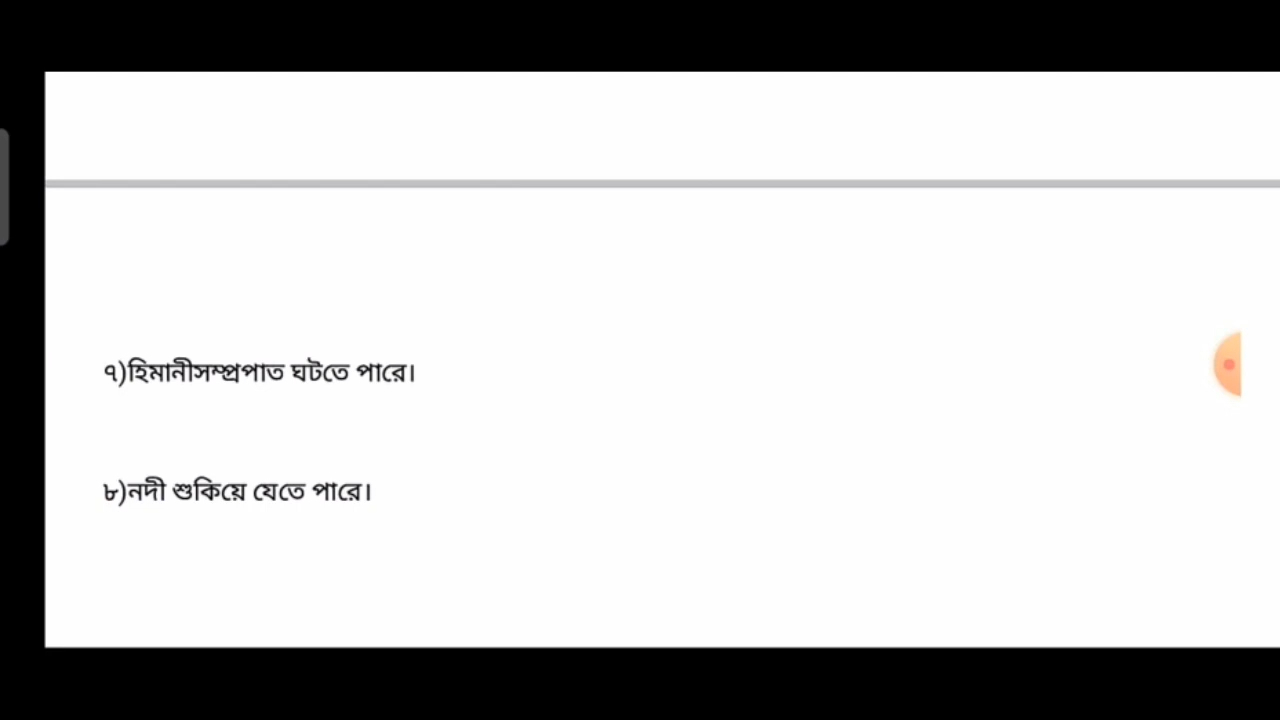 ৭)হিমানীসম্প্রপাত ঘটতে পারে।
৮)নদী শুকিয়ে যেতে পারে।